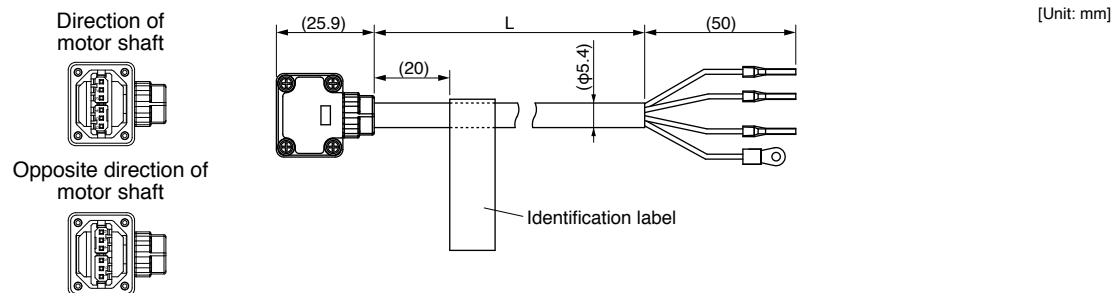 [Unit: mm]
Direction of
motor shaft
(25.9)
L
(50)
(20)
(φ5.4)
Opposite direction of
motor shaft
Identification label